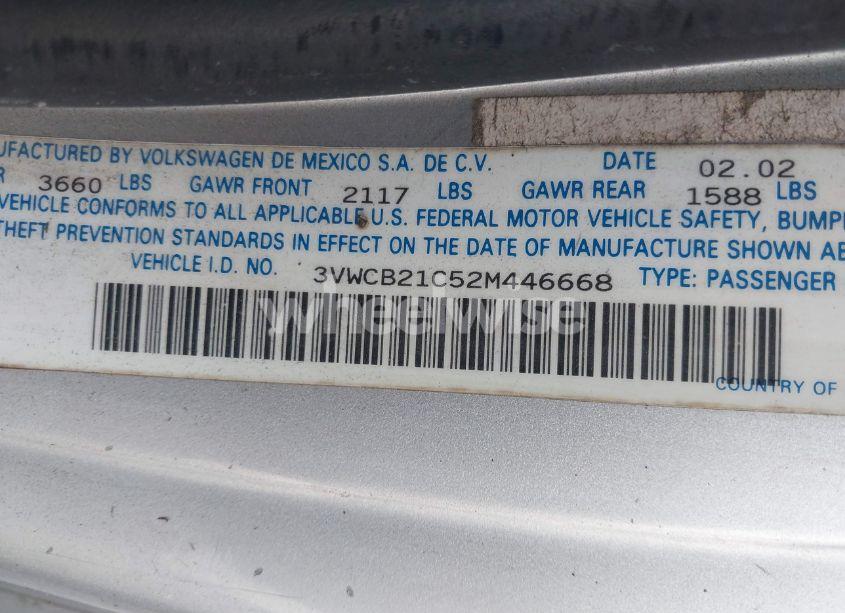 UFACTURED BY VOLKSWAGEN DE MEXICO S.A. DE C.V. DATE 02.02
R 3660 LBS GAWR FRONT 2117 LBS GAWR REAR 1588 LBS
VEHICLE CONFORMS TO ALL APPLICABLE U.S. FEDERAL MOTOR VEHICLE SAFETY, BUMP
THEFT PREVENTION STANDARDS IN EFFECT ON THE DATE OF MANUFACTURE SHOWN AB
VEHICLE I.D. NO. 3VWCB21C52M446668 TYPE: PASSENGER
wheelwise
COUNTRY OF